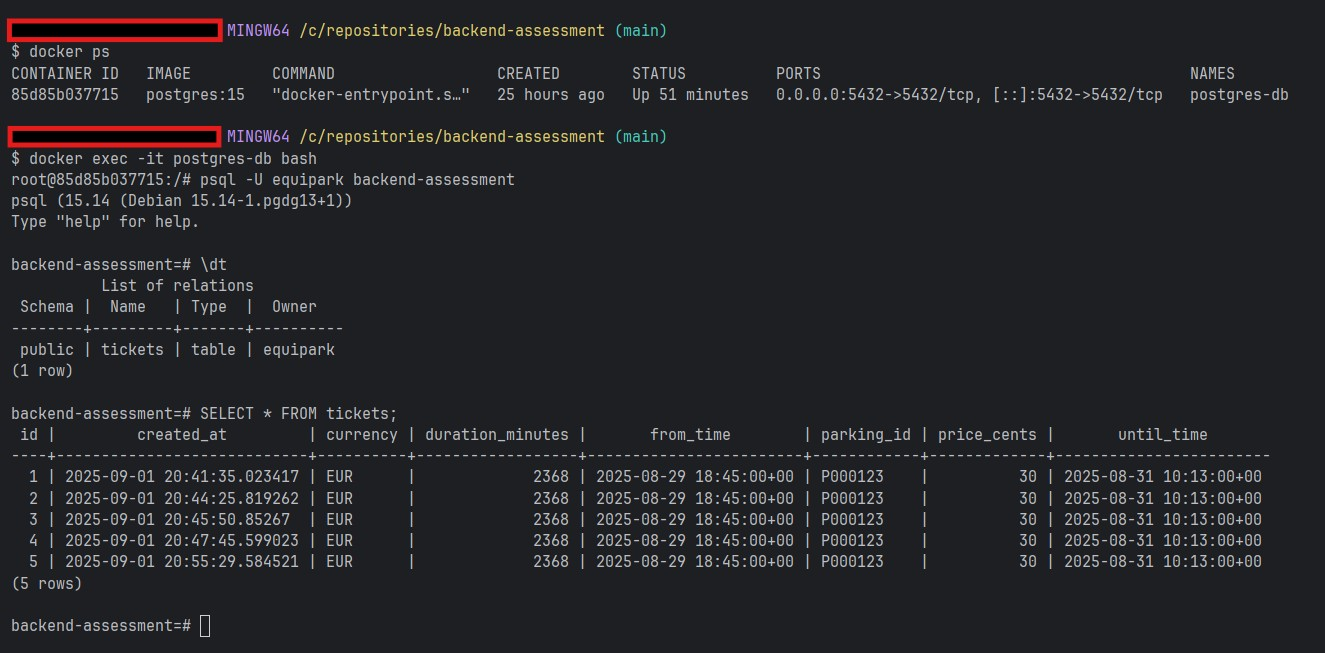 MINGW64 /c/repositories/backend-assessment (main)
$ docker ps
CONTAINER ID   IMAGE         COMMAND                  CREATED        STATUS          PORTS                                         NAMES
85d85b037715   postgres:15   "docker-entrypoint.s…"   25 hours ago   Up 51 minutes   0.0.0.0:5432->5432/tcp, [::]:5432->5432/tcp   postgres-db
MINGW64 /c/repositories/backend-assessment (main)
$ docker exec -it postgres-db bash
root@85d85b037715:/# psql -U equipark backend-assessment
psql (15.14 (Debian 15.14-1.pgdg13+1))
Type "help" for help.
backend-assessment=# \dt
          List of relations
 Schema |  Name   | Type  |  Owner
--------+---------+-------+----------
 public | tickets | table | equipark
(1 row)
backend-assessment=# SELECT * FROM tickets;
 id |         created_at         | currency | duration_minutes |       from_time        | parking_id | price_cents |       until_time
----+----------------------------+----------+------------------+------------------------+------------+-------------+------------------------
  1 | 2025-09-01 20:41:35.023417 | EUR      |             2368 | 2025-08-29 18:45:00+00 | P000123    |          30 | 2025-08-31 10:13:00+00
  2 | 2025-09-01 20:44:25.819262 | EUR      |             2368 | 2025-08-29 18:45:00+00 | P000123    |          30 | 2025-08-31 10:13:00+00
  3 | 2025-09-01 20:45:50.85267  | EUR      |             2368 | 2025-08-29 18:45:00+00 | P000123    |          30 | 2025-08-31 10:13:00+00
  4 | 2025-09-01 20:47:45.599023 | EUR      |             2368 | 2025-08-29 18:45:00+00 | P000123    |          30 | 2025-08-31 10:13:00+00
  5 | 2025-09-01 20:55:29.584521 | EUR      |             2368 | 2025-08-29 18:45:00+00 | P000123    |          30 | 2025-08-31 10:13:00+00
(5 rows)
backend-assessment=#